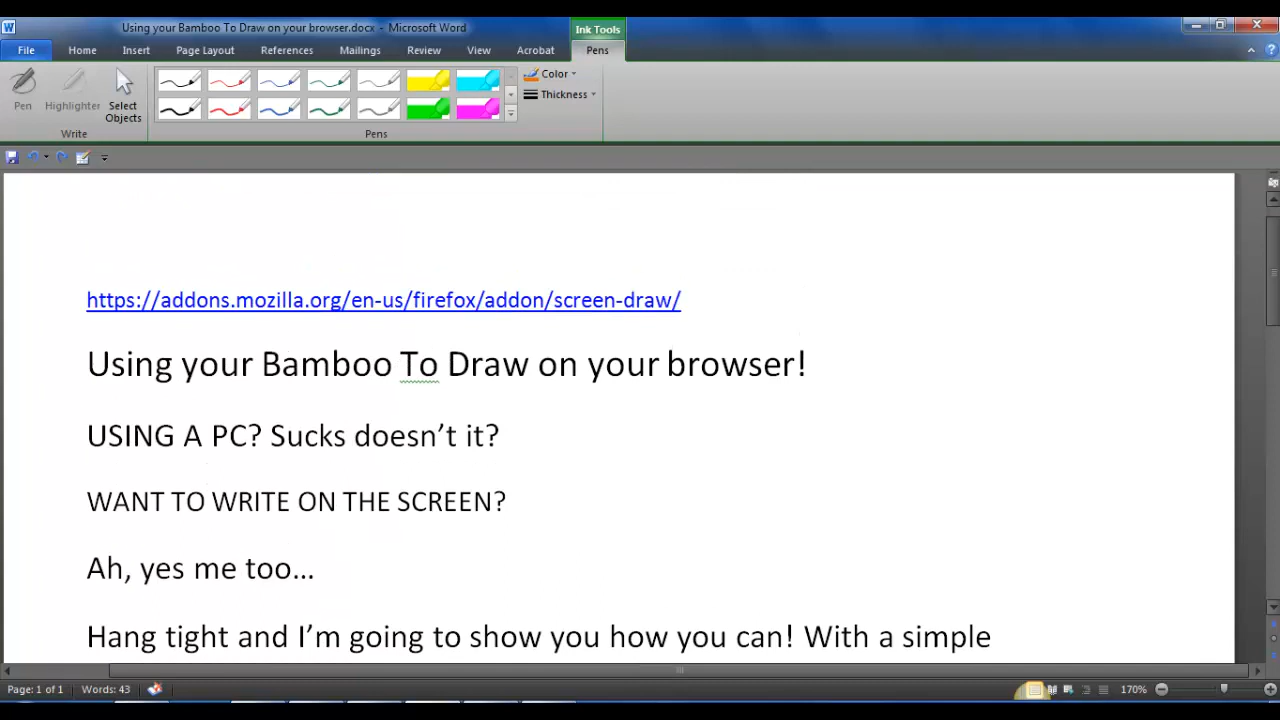 Using your Bamboo To Draw on your browser.docx - Microsoft Word
Ink Tools
File Home Insert Page Layout References Mailings Review View Acrobat Pens
Pen Highlighter Select Objects
Color
Thickness
Write Pens
https://addons.mozilla.org/en-us/firefox/addon/screen-draw/
Using your Bamboo To Draw on your browser!
USING A PC? Sucks doesn’t it?
WANT TO WRITE ON THE SCREEN?
Ah, yes me too…
Hang tight and I’m going to show you how you can! With a simple
Page: 1 of 1 Words: 43 170%